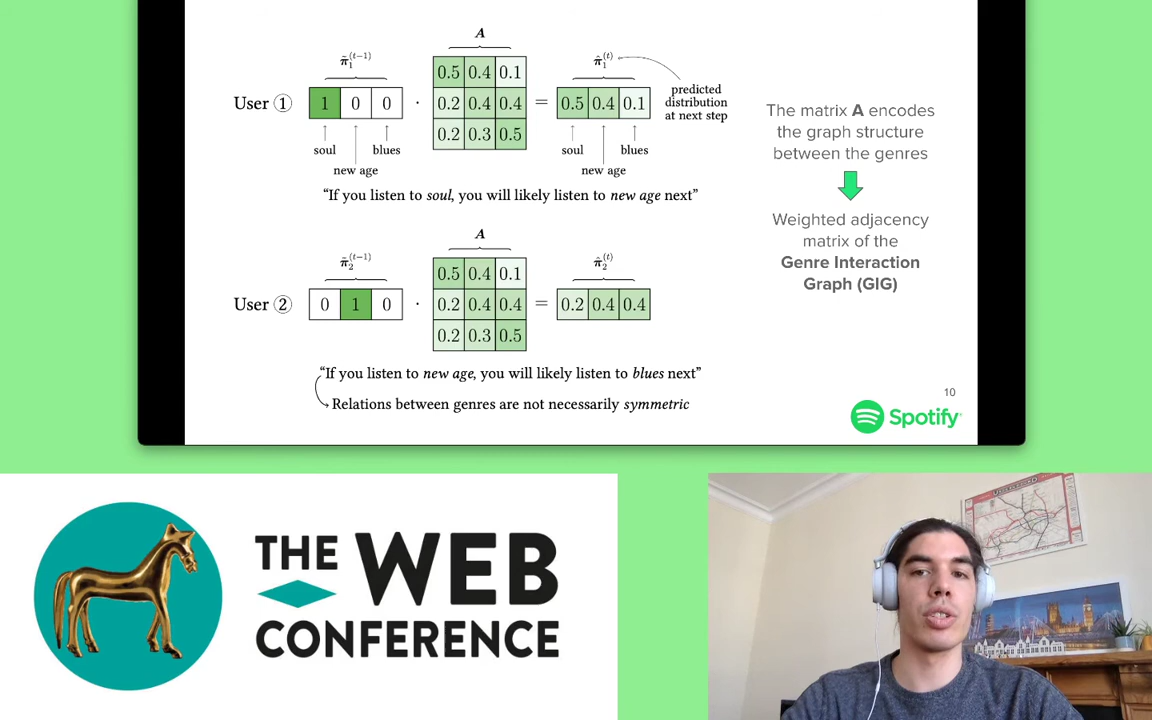 A
π̃₁⁽ᵗ⁻¹⁾
π̂₁⁽ᵗ⁾
0.5 0.4 0.1
User ① 1 0 0 · 0.2 0.4 0.4 = 0.5 0.4 0.1
0.2 0.3 0.5
predicted
distribution
at next step
soul blues soul blues
new age new age
“If you listen to soul, you will likely listen to new age next”
A
π̃₂⁽ᵗ⁻¹⁾
π̂₂⁽ᵗ⁾
0.5 0.4 0.1
User ② 0 1 0 · 0.2 0.4 0.4 = 0.2 0.4 0.4
0.2 0.3 0.5
“If you listen to new age, you will likely listen to blues next”
Relations between genres are not necessarily symmetric
The matrix A encodes
the graph structure
between the genres
Weighted adjacency
matrix of the
Genre Interaction
Graph (GIG)
10
Spotify
THE WEB
CONFERENCE
UNDERGROUND